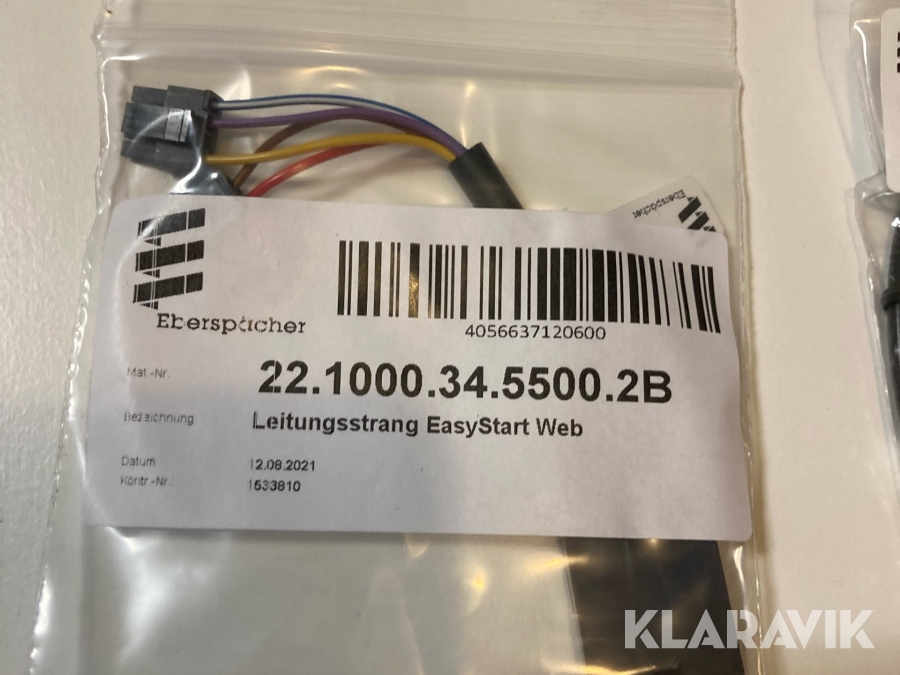 Eberspächer
Eberspächer
4056637120600
Mat.-Nr. 22.1000.34.5500.2B
Bezeichnung Leitungsstrang EasyStart Web
Datum 12.08.2021
Kontr.-Nr.: 1533810
KLARAVIK